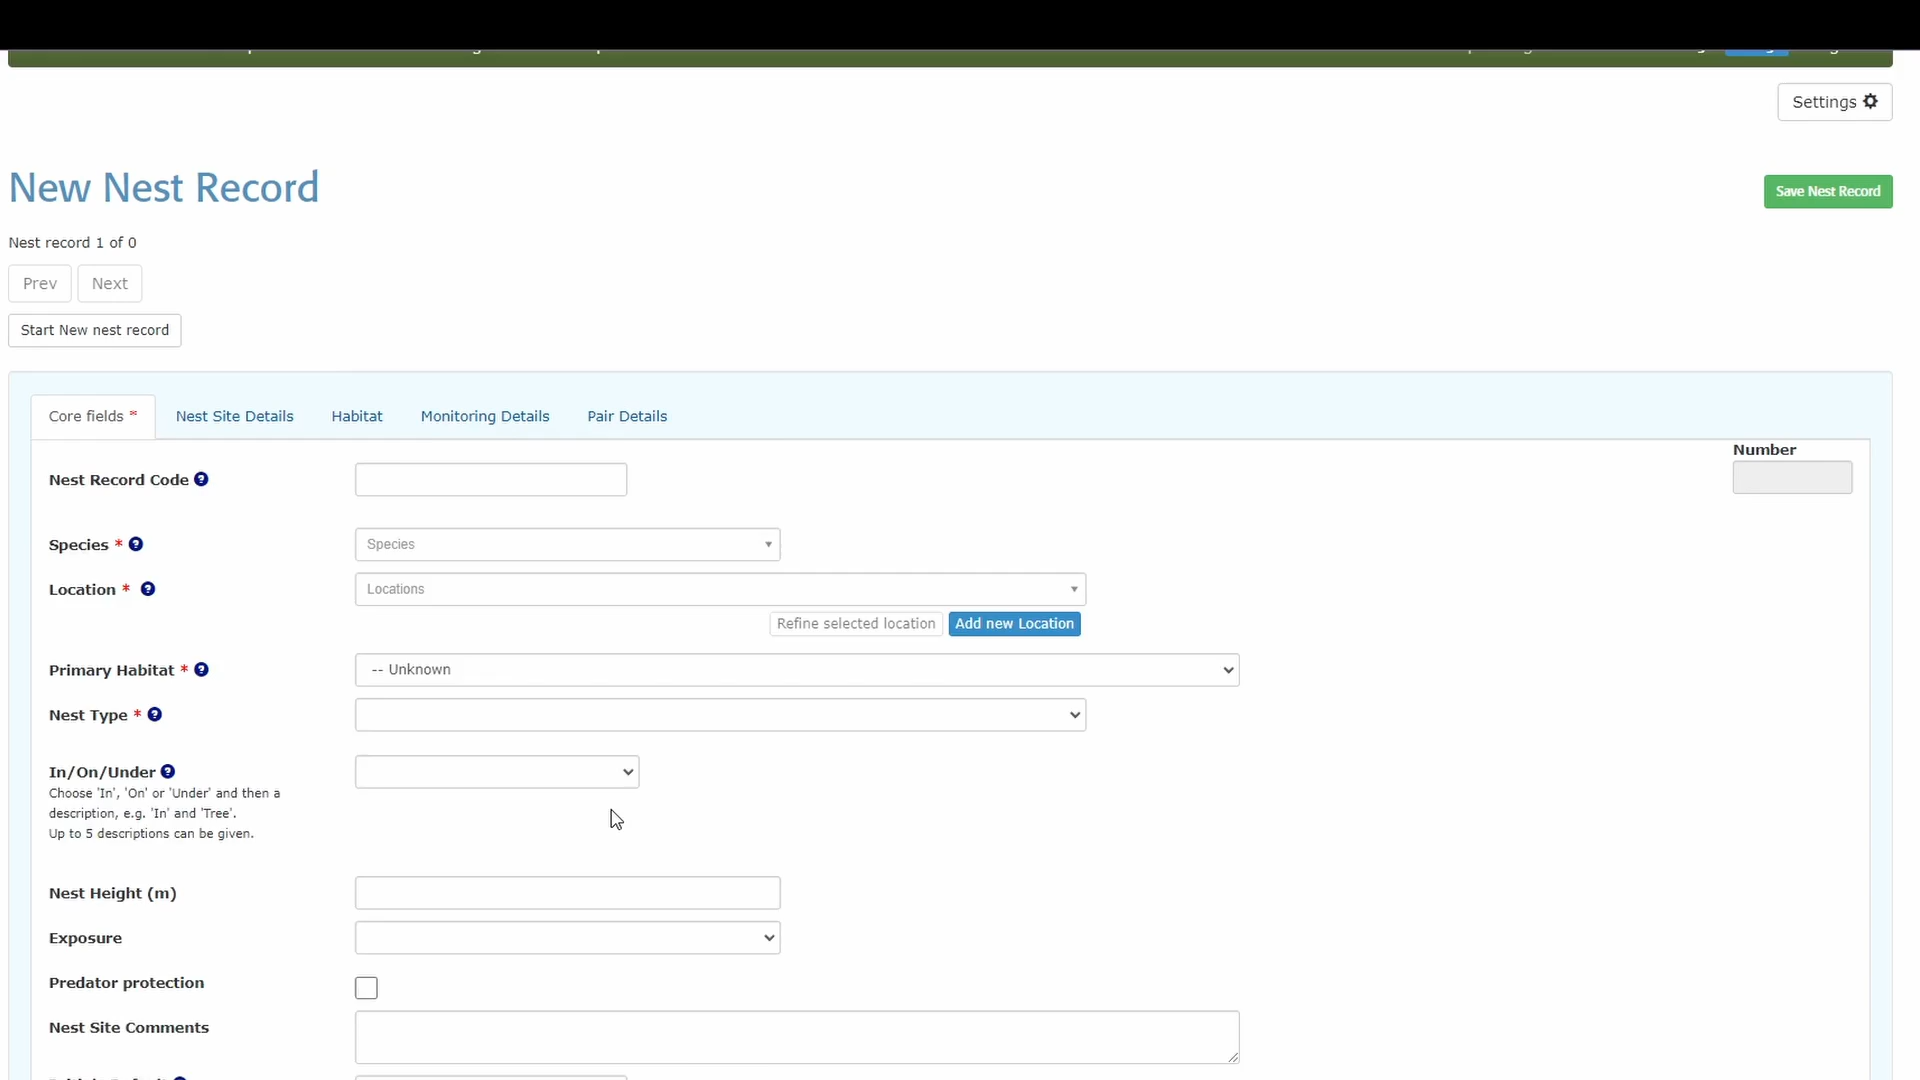 Settings
New Nest Record
Save Nest Record
Nest record 1 of 0
Prev Next
Start New nest record
Core fields * Nest Site Details Habitat Monitoring Details Pair Details
Number
Nest Record Code ?
Species * ? Species
Location * ? Locations
Refine selected location Add new Location
Primary Habitat * ? -- Unknown
Nest Type * ?
In/On/Under ?
Choose 'In', 'On' or 'Under' and then a
description, e.g. 'In' and 'Tree'.
Up to 5 descriptions can be given.
Nest Height (m)
Exposure
Predator protection
Nest Site Comments